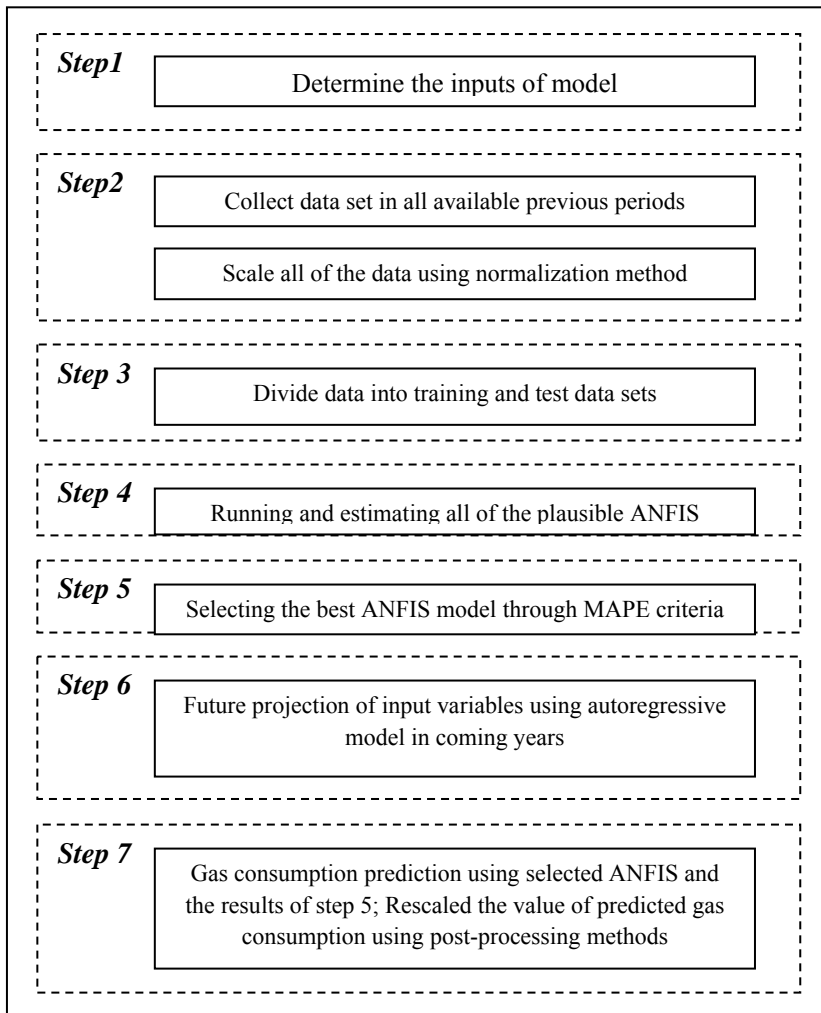 Step1
Determine the inputs of model
Step2
Collect data set in all available previous periods
Scale all of the data using normalization method
Step 3
Divide data into training and test data sets
Step 4
Running and estimating all of the plausible ANFIS
Step 5
Selecting the best ANFIS model through MAPE criteria
Step 6
Future projection of input variables using autoregressive
model in coming years
Step 7
Gas consumption prediction using selected ANFIS and
the results of step 5; Rescaled the value of predicted gas
consumption using post-processing methods